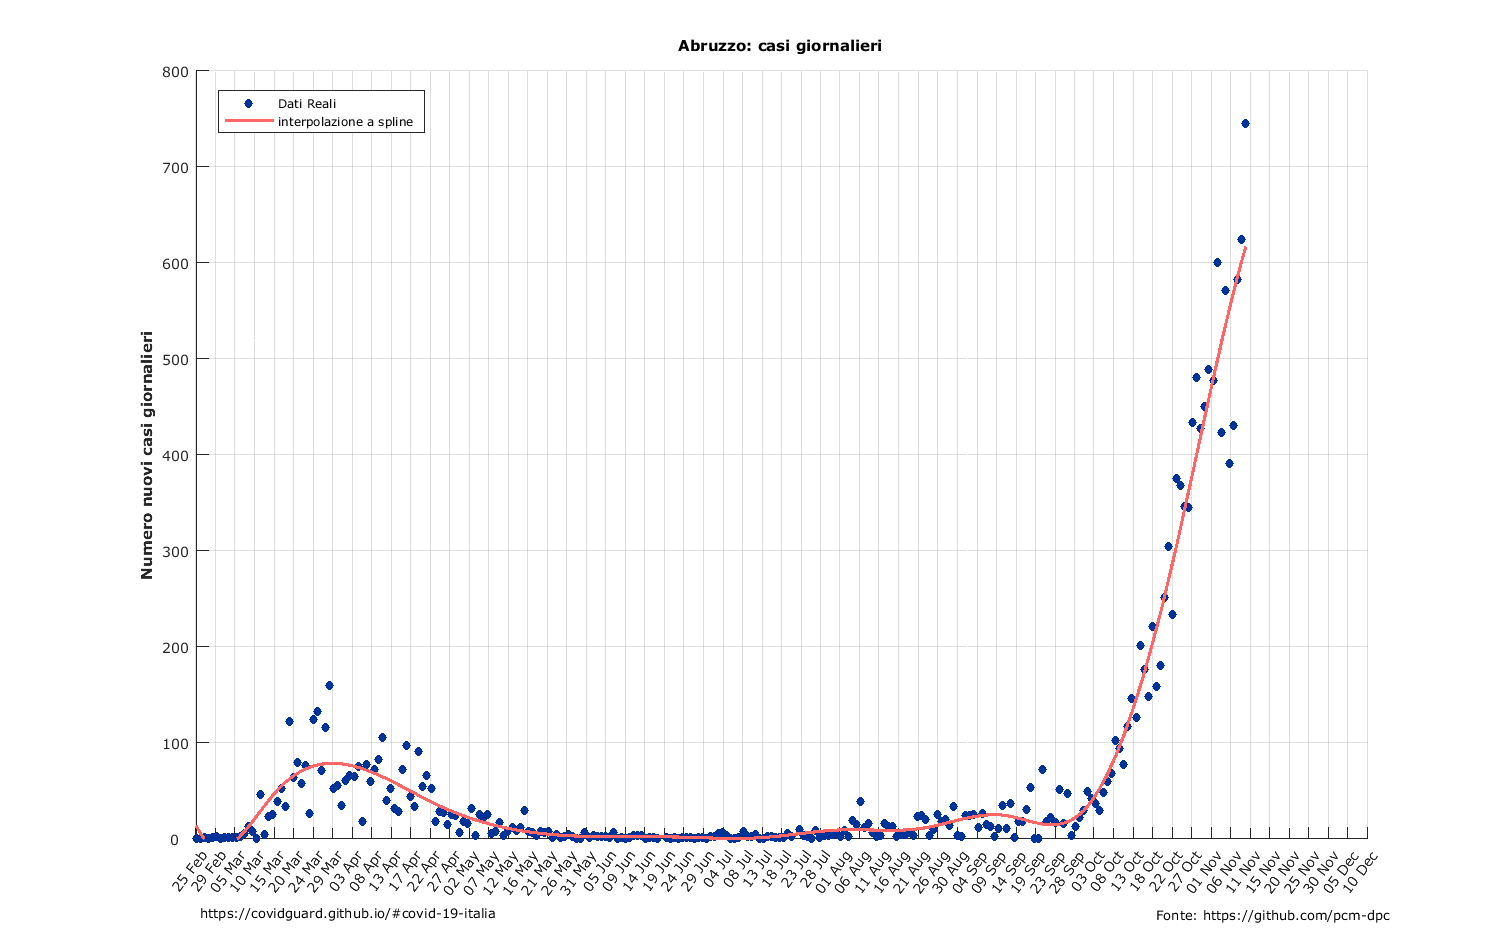 Abruzzo: casi giornalieri
800
700
600
500
400
300
200
100
0
Numero nuovi casi giornalieri
Dati Reali
interpolazione a spline
25 Feb
29 Feb
05 Mar
10 Mar
15 Mar
20 Mar
24 Mar
29 Mar
03 Apr
08 Apr
13 Apr
17 Apr
22 Apr
27 Apr
02 May
07 May
12 May
16 May
21 May
26 May
31 May
05 Jun
09 Jun
14 Jun
19 Jun
24 Jun
29 Jun
04 Jul
08 Jul
13 Jul
18 Jul
23 Jul
28 Jul
01 Aug
06 Aug
11 Aug
16 Aug
21 Aug
26 Aug
30 Aug
04 Sep
09 Sep
14 Sep
19 Sep
23 Sep
28 Sep
03 Oct
08 Oct
13 Oct
18 Oct
22 Oct
27 Oct
01 Nov
06 Nov
11 Nov
15 Nov
20 Nov
25 Nov
30 Nov
05 Dec
10 Dec
https://covidguard.github.io/#covid-19-italia
Fonte: https://github.com/pcm-dpc